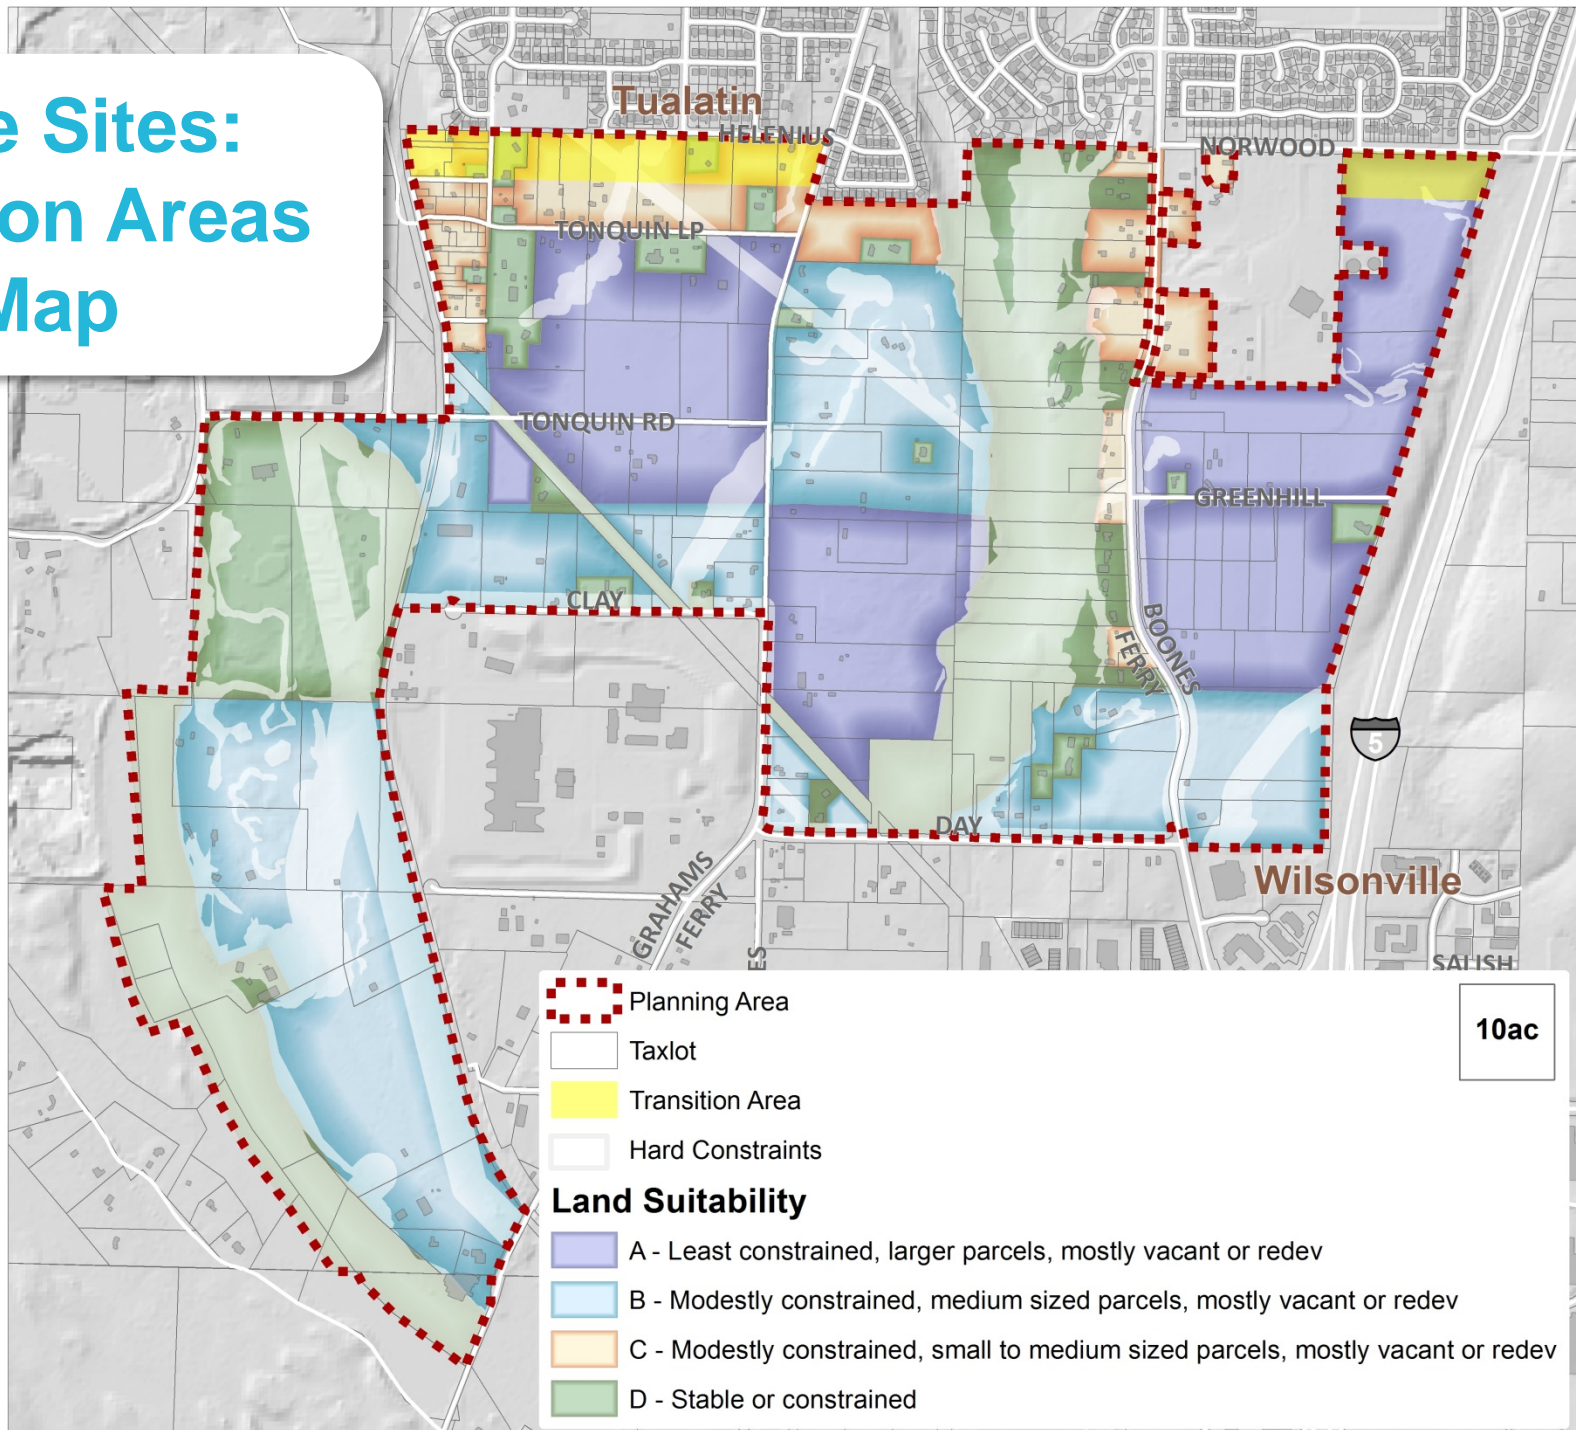 e Sites:
on Areas
Map
Tualatin
HELENIUS
NORWOOD
TONQUIN LP
TONQUIN RD
GREENHILL
CLAY
BOONES
FERRY
5
DAY
Wilsonville
GRAHAMS
FERRY
ES
SALISH
Planning Area
10ac
Taxlot
Transition Area
Hard Constraints
Land Suitability
A - Least constrained, larger parcels, mostly vacant or redev
B - Modestly constrained, medium sized parcels, mostly vacant or redev
C - Modestly constrained, small to medium sized parcels, mostly vacant or redev
D - Stable or constrained